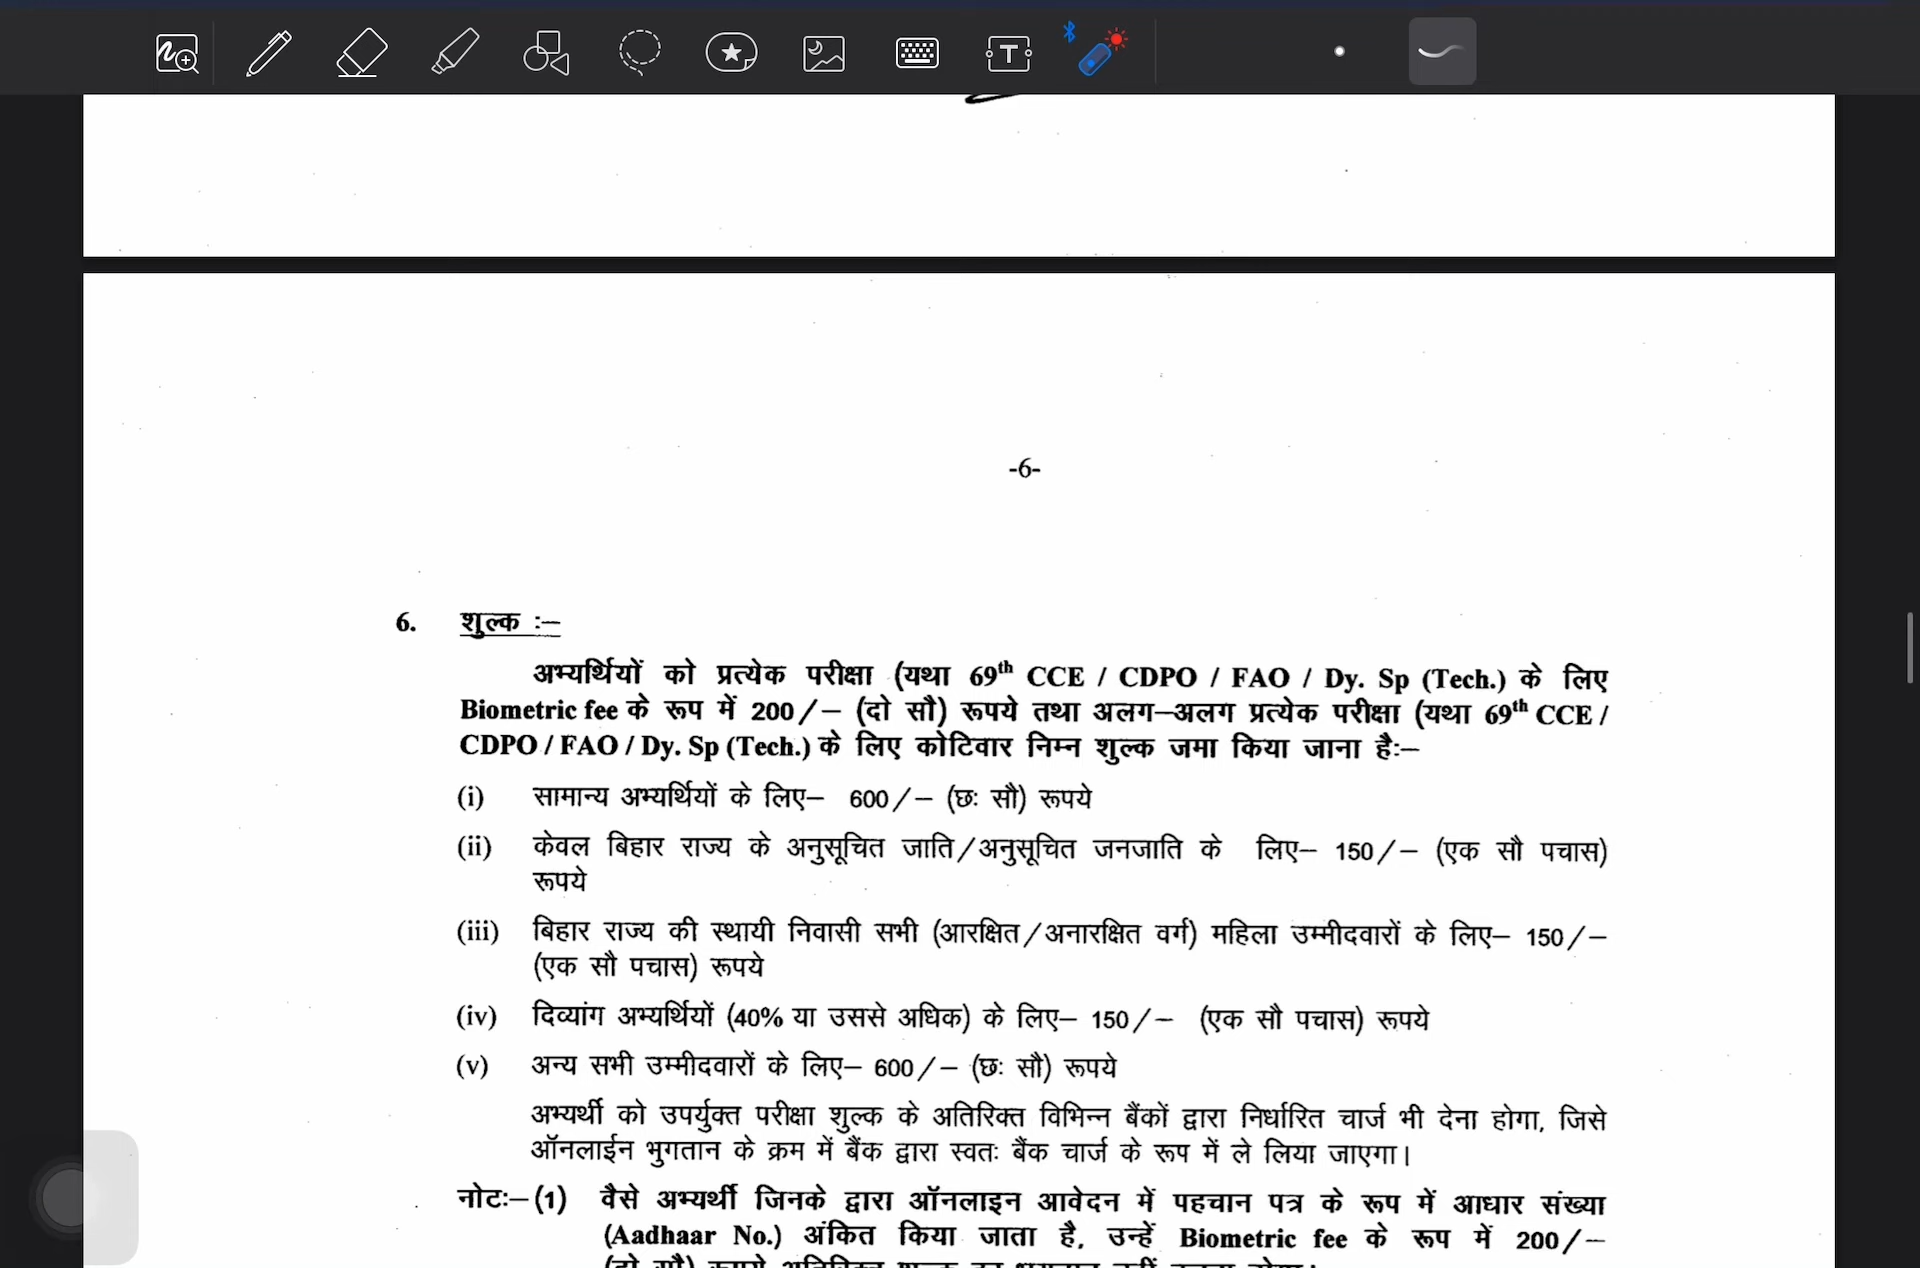 -6-
6. शुल्क :–
अभ्यर्थियों को प्रत्येक परीक्षा (यथा 69th CCE / CDPO / FAO / Dy. Sp (Tech.) के लिए
Biometric fee के रूप में 200/– (दो सौ) रूपये तथा अलग–अलग प्रत्येक परीक्षा (यथा 69th CCE /
CDPO / FAO / Dy. Sp (Tech.) के लिए कोटिवार निम्न शुल्क जमा किया जाना है:–
(i) सामान्य अभ्यर्थियों के लिए– 600/– (छः सौ) रूपये
(ii) केवल बिहार राज्य के अनुसूचित जाति/अनुसूचित जनजाति के लिए– 150/– (एक सौ पचास)
रूपये
(iii) बिहार राज्य की स्थायी निवासी सभी (आरक्षित/अनारक्षित वर्ग) महिला उम्मीदवारों के लिए– 150/–
(एक सौ पचास) रूपये
(iv) दिव्यांग अभ्यर्थियों (40% या उससे अधिक) के लिए– 150/– (एक सौ पचास) रूपये
(v) अन्य सभी उम्मीदवारों के लिए– 600/– (छः सौ) रूपये
अभ्यर्थी को उपर्युक्त परीक्षा शुल्क के अतिरिक्त विभिन्न बैंकों द्वारा निर्धारित चार्ज भी देना होगा, जिसे
ऑनलाईन भुगतान के क्रम में बैंक द्वारा स्वतः बैंक चार्ज के रूप में ले लिया जाएगा।
नोटः–(1) वैसे अभ्यर्थी जिनके द्वारा ऑनलाइन आवेदन में पहचान पत्र के रूप में आधार संख्या
(Aadhaar No.) अंकित किया जाता है, उन्हें Biometric fee के रूप में 200/–